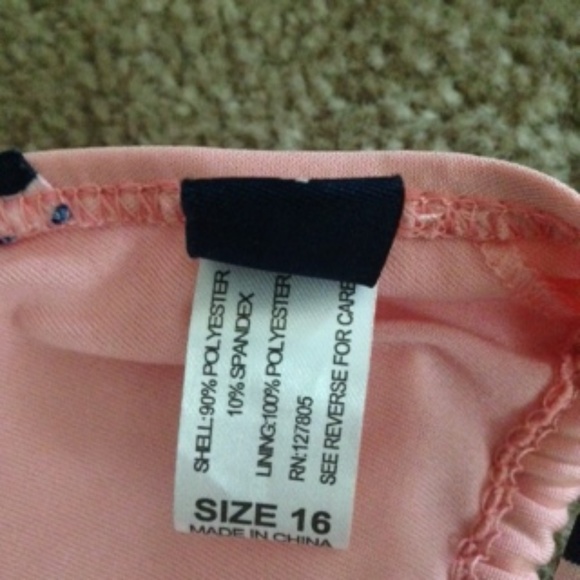 SHELL:90% POLYESTER
10% SPANDEX
LINING:100% POLYESTER
RN:127805
SEE REVERSE FOR CARE
SIZE 16
MADE IN CHINA